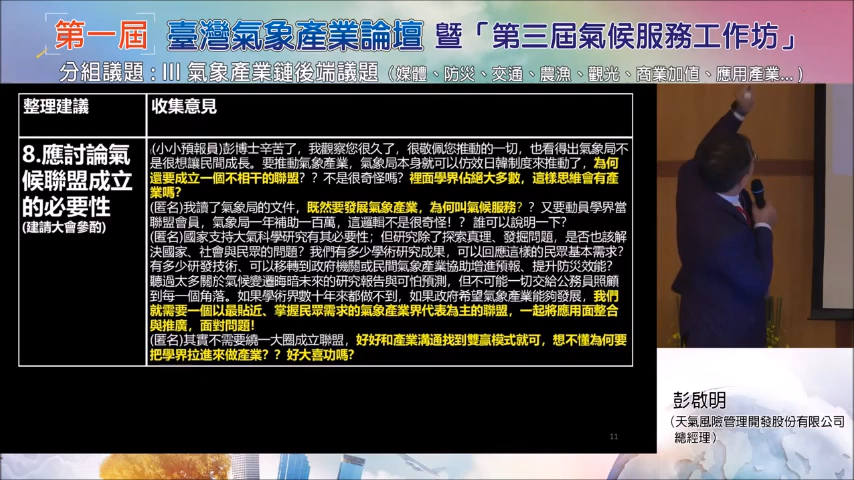 第一屆 臺灣氣象產業論壇 暨「第三屆氣候服務工作坊」
分組議題:III 氣象產業鏈後端議題（媒體、防災、交通、農漁、觀光、商業加值、應用產業...）
整理建議
收集意見
8.應討論氣
候聯盟成立
的必要性
(建請大會參酌)
(小小預報員)彭博士辛苦了，我觀察您很久了，很敬佩您推動的一切，也看得出氣象局不
是很想讓民間成長。要推動氣象產業，氣象局本身就可以仿效日韓制度來推動了，為何
還要成立一個不相干的聯盟？？不是很奇怪嗎？裡面學界佔絕大多數，這樣思維會有產
業嗎?
(匿名)我讀了氣象局的文件，既然要發展氣象產業，為何叫氣候服務？？又要動員學界當
聯盟會員，氣象局一年補助一百萬，這邏輯不是很奇怪！？誰可以說明一下?
(匿名)國家支持大氣科學研究有其必要性；但研究除了探索真理、發掘問題，是否也該解
決國家、社會與民眾的問題？我們有多少學術研究成果，可以回應這樣的民眾基本需求?
有多少研發技術、可以移轉到政府機關或民間氣象產業協助增進預報、提升防災效能?
聽過太多關於氣候變遷晦暗未來的研究報告與可怕預測，但不可能一切交給公務員照顧
到每一個角落。如果學術界數十年來都做不到，如果政府希望氣象產業能夠發展，我們
就需要一個以最貼近、掌握民眾需求的氣象產業界代表為主的聯盟，一起將應用面整合
與推廣，面對問題!
(匿名)其實不需要繞一大圈成立聯盟，好好和產業溝通找到雙贏模式就可，想不懂為何要
把學界拉進來做產業？？好大喜功嗎?
11
彭啟明
（天氣風險管理開發股份有限公司
總經理）